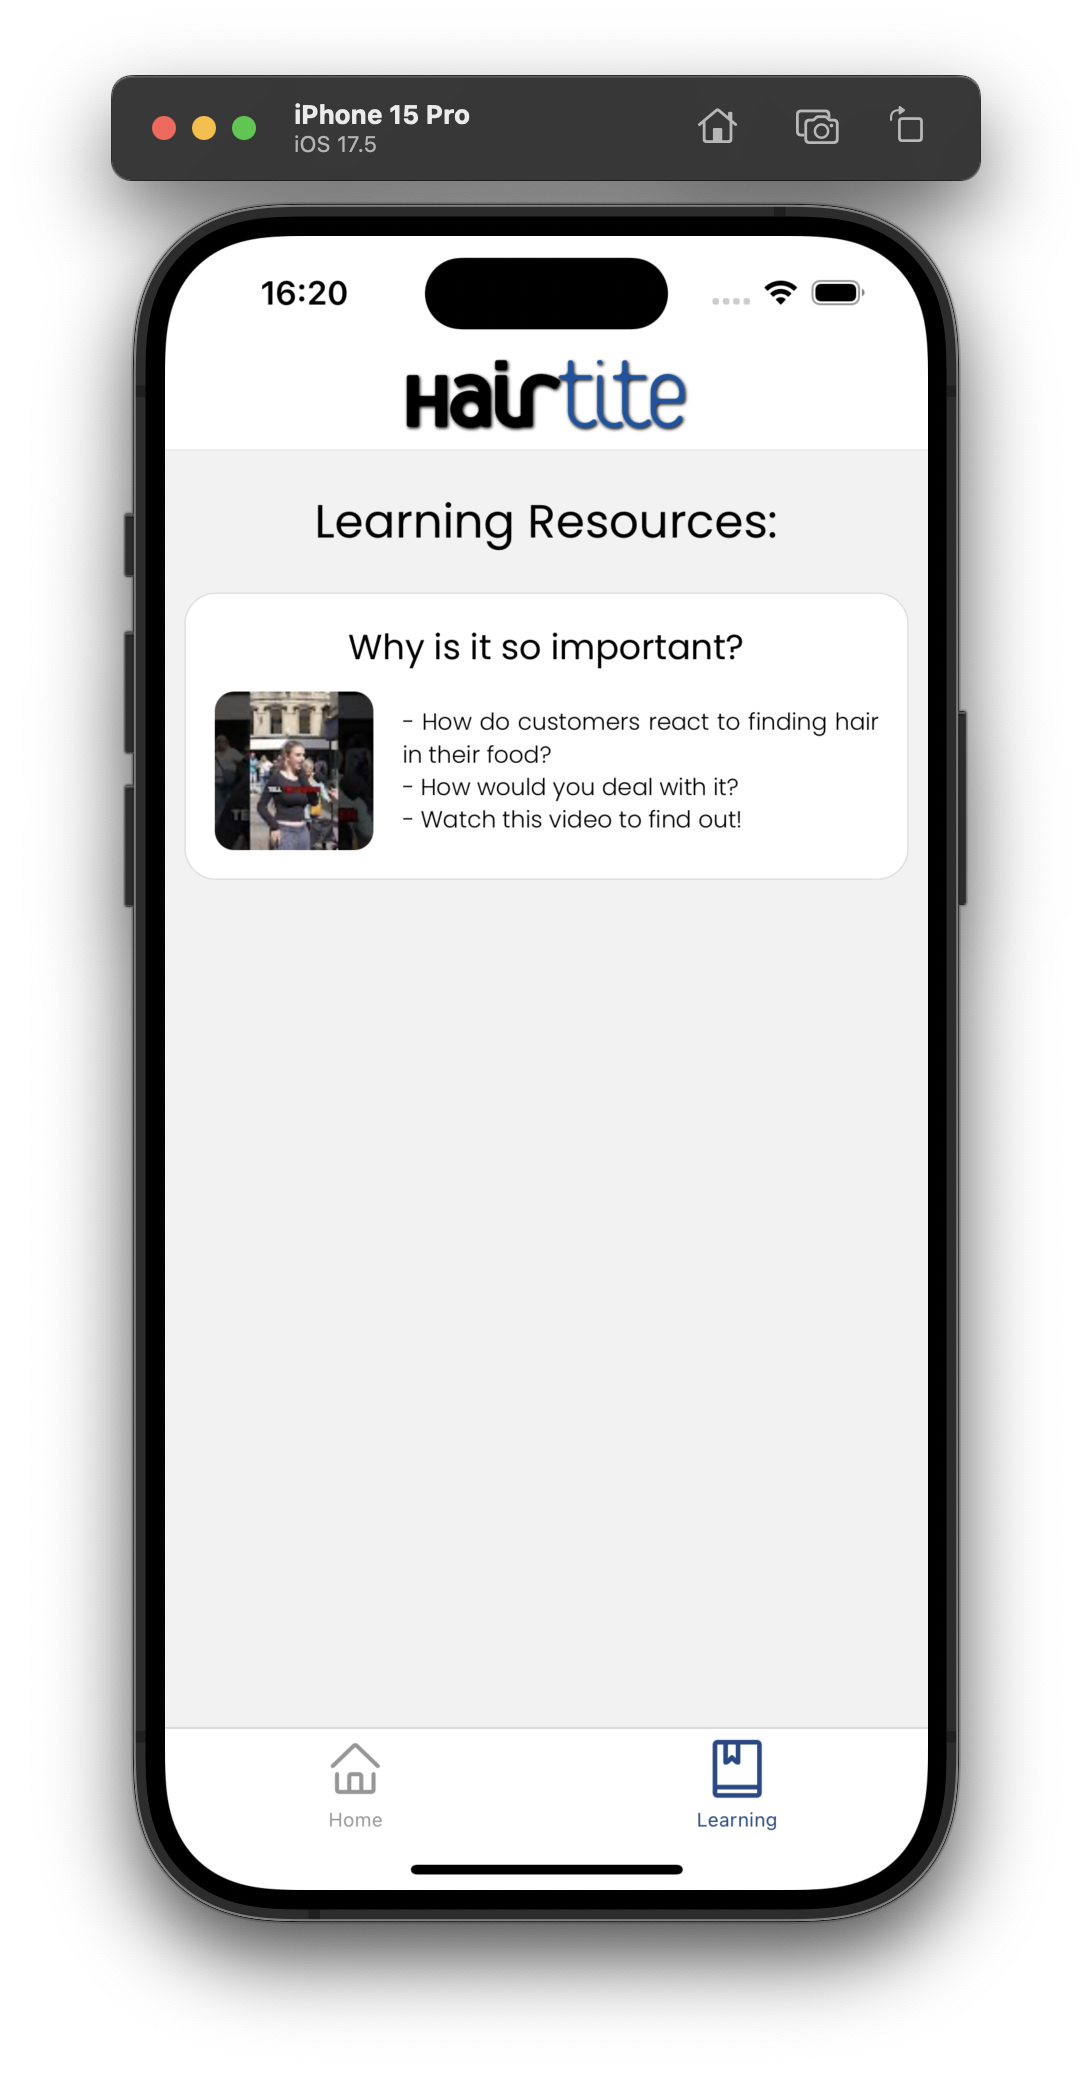 iPhone 15 Pro
iOS 17.5
16:20
Hairtite
Learning Resources:
Why is it so important?
TELL
- How do customers react to finding hair
in their food?
- How would you deal with it?
- Watch this video to find out!
Home
Learning